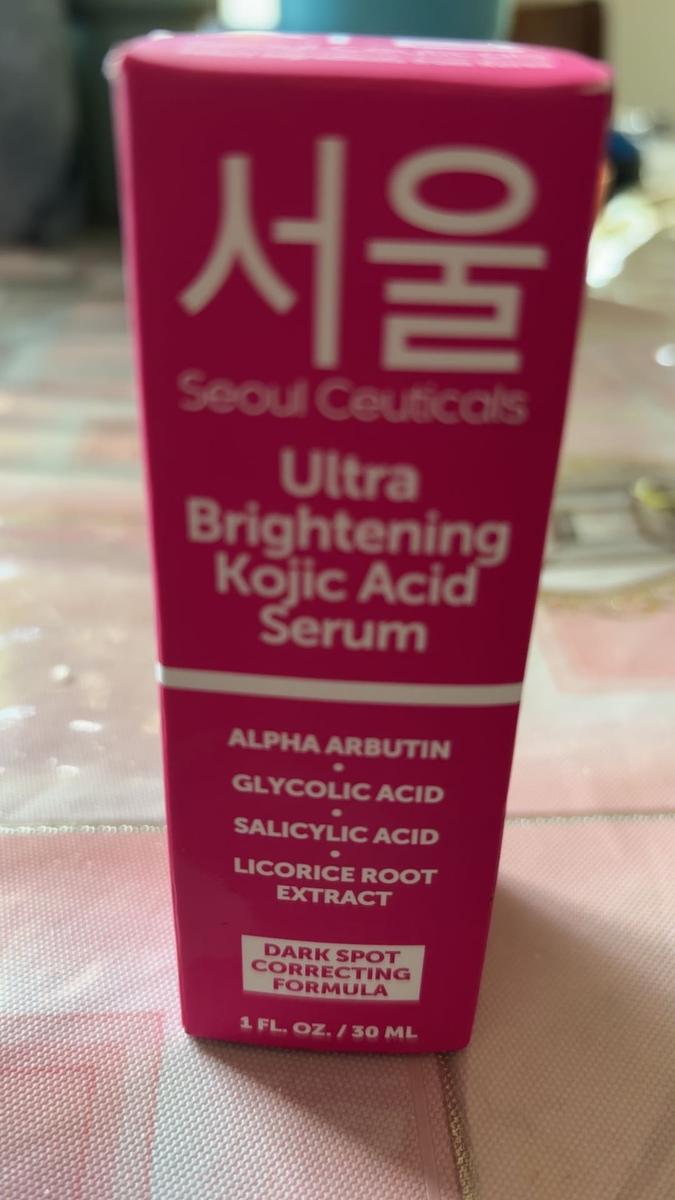 서울
Seoul Ceuticals
Ultra
Brightening
Kojic Acid
Serum
ALPHA ARBUTIN
•
GLYCOLIC ACID
•
SALICYLIC ACID
•
LICORICE ROOT
EXTRACT
DARK SPOT
CORRECTING
FORMULA
1 FL. OZ. / 30 ML